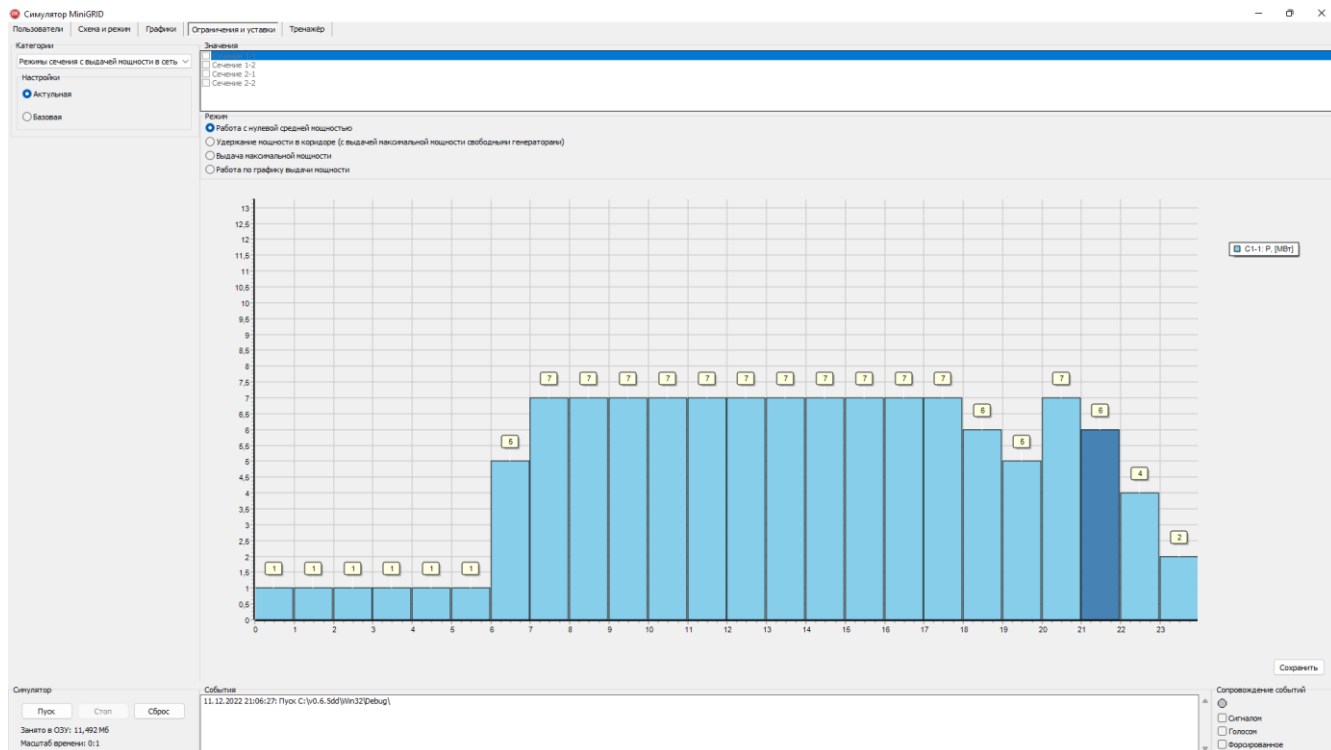 Симулятор MiniGRID
Пользователи Схема и режим Графики Ограничения и уставки Тренажёр
Категории
Режимы сечения с выдачей мощности в сеть
Настройки
Актульная
Базовая
Значения
Сечение 1-2
Сечение 2-1
Сечение 2-2
Режим
Работа с нулевой средней мощностью
Удержание мощности в коридоре (с выдачей максимальной мощности свободными генераторами)
Выдача максимальной мощности
Работа по графику выдачи мощности
13
12,5
12
11,5
11
10,5
10
9,5
9
8,5
8
7,5
7
6,5
6
5,5
5
4,5
4
3,5
3
2,5
2
1,5
1
0,5
0
1 1 1 1 1 1 5 7 7 7 7 7 7 7 7 7 7 7 6 5 7 6 4 2
0 1 2 3 4 5 6 7 8 9 10 11 12 13 14 15 16 17 18 19 20 21 22 23
C1-1: P, [МВт]
Сохранить
Симулятор
Пуск Стоп Сброс
Занято в ОЗУ: 11,492 Мб
Масштаб времени: 0:1
События
11.12.2022 21:06:27: Пуск C:\v0.6.5dd\Win32\Debug\
Сопровождение событий
Сигналом
Голосом
Форсированное